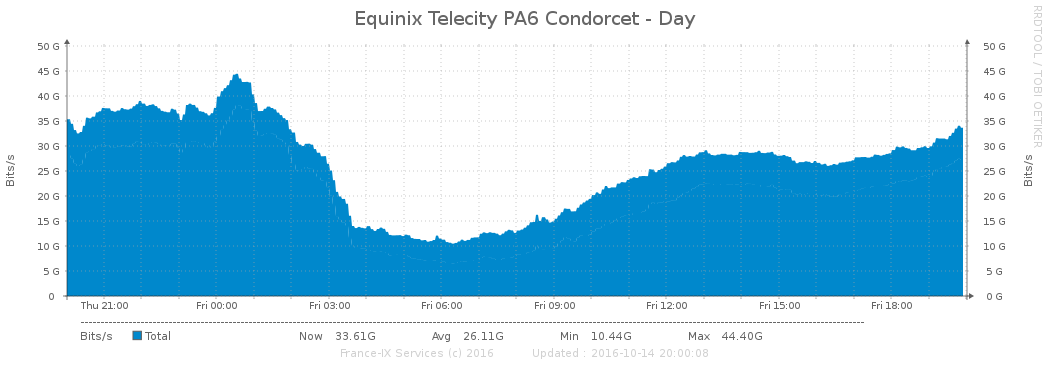 Equinix Telecity PA6 Condorcet - Day
RRDTOOL / TOBI OETIKER
Bits/s
50 G 50 G
45 G 45 G
40 G 40 G
35 G 35 G
30 G 30 G
25 G 25 G
20 G 20 G
15 G 15 G
10 G 10 G
5 G 5 G
0 0 G
Bits/s
Thu 21:00 Fri 00:00 Fri 03:00 Fri 06:00 Fri 09:00 Fri 12:00 Fri 15:00 Fri 18:00
Bits/s Total Now 33.61G Avg 26.11G Min 10.44G Max 44.40G
France-IX Services (c) 2016 Updated : 2016-10-14 20:00:08